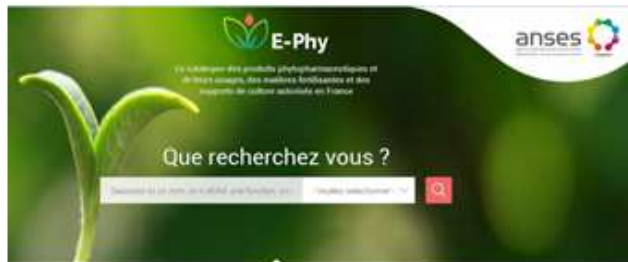 E-Phy
anses
Le catalogue des produits phytopharmaceutiques et
de leurs usages, des matières fertilisantes et des
supports de culture autorisés en France
Que recherchez vous ?